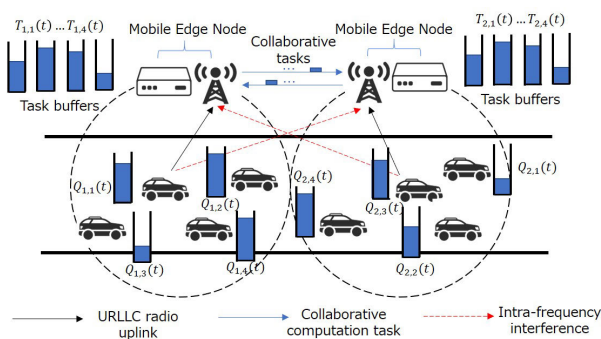 T₁,₁(t) ...T₁,₄(t)
Mobile Edge Node
Mobile Edge Node
T₂,₁(t) ...T₂,₄(t)
Collaborative
tasks
...
...
Task buffers
Task buffers
Q₁,₁(t)
Q₁,₂(t)
Q₂,₄(t)
Q₂,₃(t)
Q₂,₁(t)
Q₁,₃(t)
Q₁,₄(t)
Q₂,₂(t)
URLLC radio
uplink
Collaborative
computation task
Intra-frequency
interference